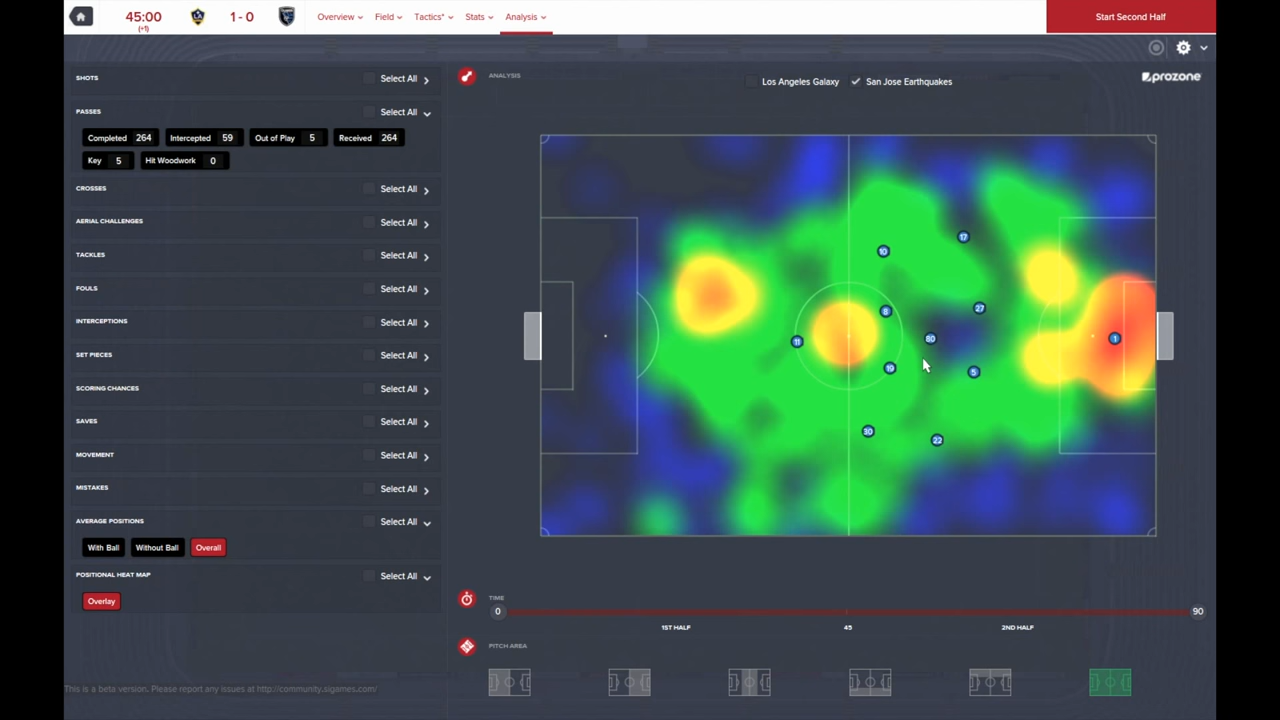 45:00
(+1)
1 - 0
Overview
Field
Tactics*
Stats
Analysis
Start Second Half
SHOTS
Select All
PASSES
Select All
Completed 264
Intercepted 59
Out of Play 5
Received 264
Key 5
Hit Woodwork 0
CROSSES
Select All
AERIAL CHALLENGES
Select All
TACKLES
Select All
FOULS
Select All
INTERCEPTIONS
Select All
SET PIECES
Select All
SCORING CHANCES
Select All
SAVES
Select All
MOVEMENT
Select All
MISTAKES
Select All
AVERAGE POSITIONS
Select All
With Ball
Without Ball
Overall
POSITIONAL HEAT MAP
Select All
Overlay
This is a beta version. Please report any issues at http://community.sigames.com/
ANALYSIS
Los Angeles Galaxy
San Jose Earthquakes
prozone
17
10
27
8
80
11
1
19
5
30
22
TIME
0
90
1ST HALF
45
2ND HALF
PITCH AREA